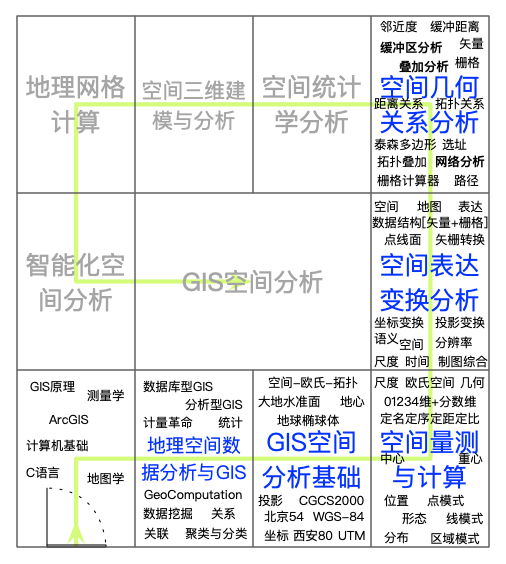 地理网格
计算
空间三维建
模与分析
空间统计
学分析
邻近度 缓冲距离
缓冲区分析 矢量
叠加分析 栅格
空间几何
距离关系 拓扑关系
关系分析
泰森多边形 选址
拓扑叠加 网络分析
栅格计算器 路径
智能化空
间分析
GIS空间分析
空间 地图 表达
数据结构[矢量+栅格]
点线面 矢栅转换
空间表达
变换分析
坐标变换 投影变换
语义 空间 分辨率
尺度 时间 制图综合
GIS原理
测量学
ArcGIS
计算机基础
C语言
地图学
数据库型GIS
分析型GIS
计量革命 统计
地理空间数
据分析与GIS
GeoComputation
数据挖掘 关系
关联 聚类与分类
空间-欧氏-拓扑
大地水准面 地心
地球椭球体
GIS空间
分析基础
投影 CGCS2000
北京54 WGS-84
坐标 西安80 UTM
尺度 欧氏空间 几何
01234维+分数维
定名定序定距定比
空间量测
中心 重心
与计算
位置 点模式
形态 线模式
分布 区域模式